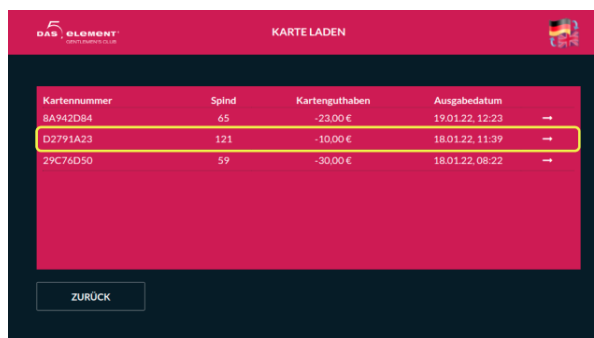 DAS 5 ELEMENT
GENTLEMEN'S CLUB
KARTE LADEN
Kartennummer Spind Kartenguthaben Ausgabedatum
8A942D84 65 -23,00 € 19.01.22, 12:23 →
D2791A23 121 -10,00 € 18.01.22, 11:39 →
29C76D50 59 -30,00 € 18.01.22, 08:22 →
ZURÜCK